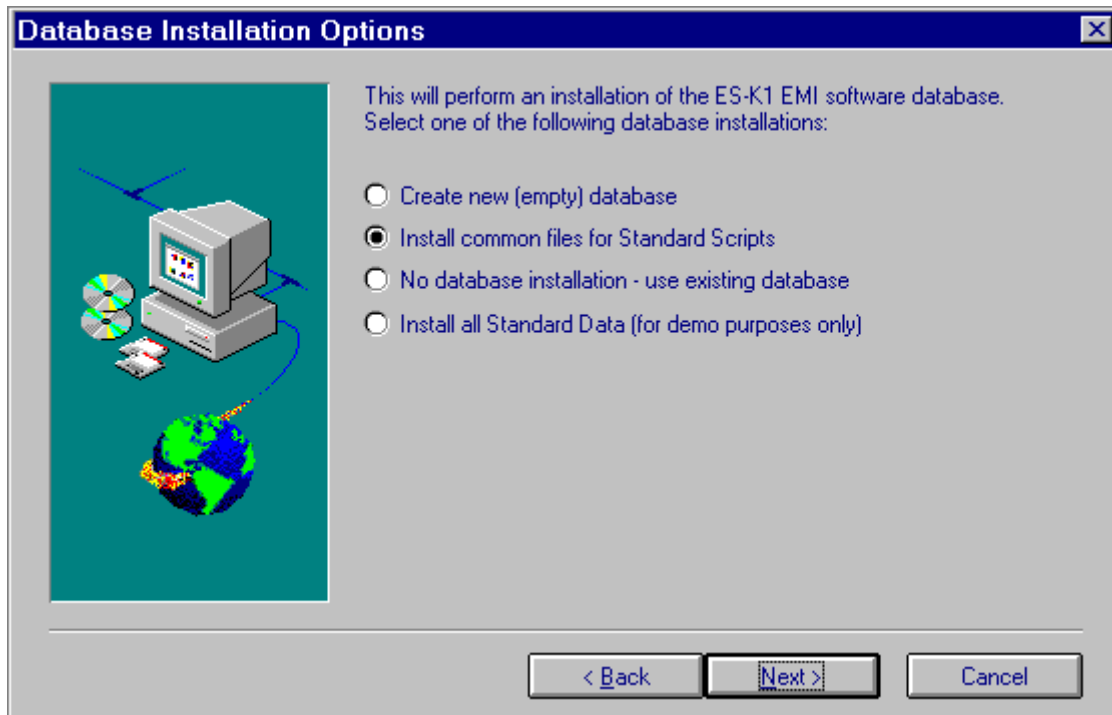 Database Installation Options
This will perform an installation of the ES-K1 EMI software database.
Select one of the following database installations:
Create new (empty) database
Install common files for Standard Scripts
No database installation - use existing database
Install all Standard Data (for demo purposes only)
< Back
Next >
Cancel